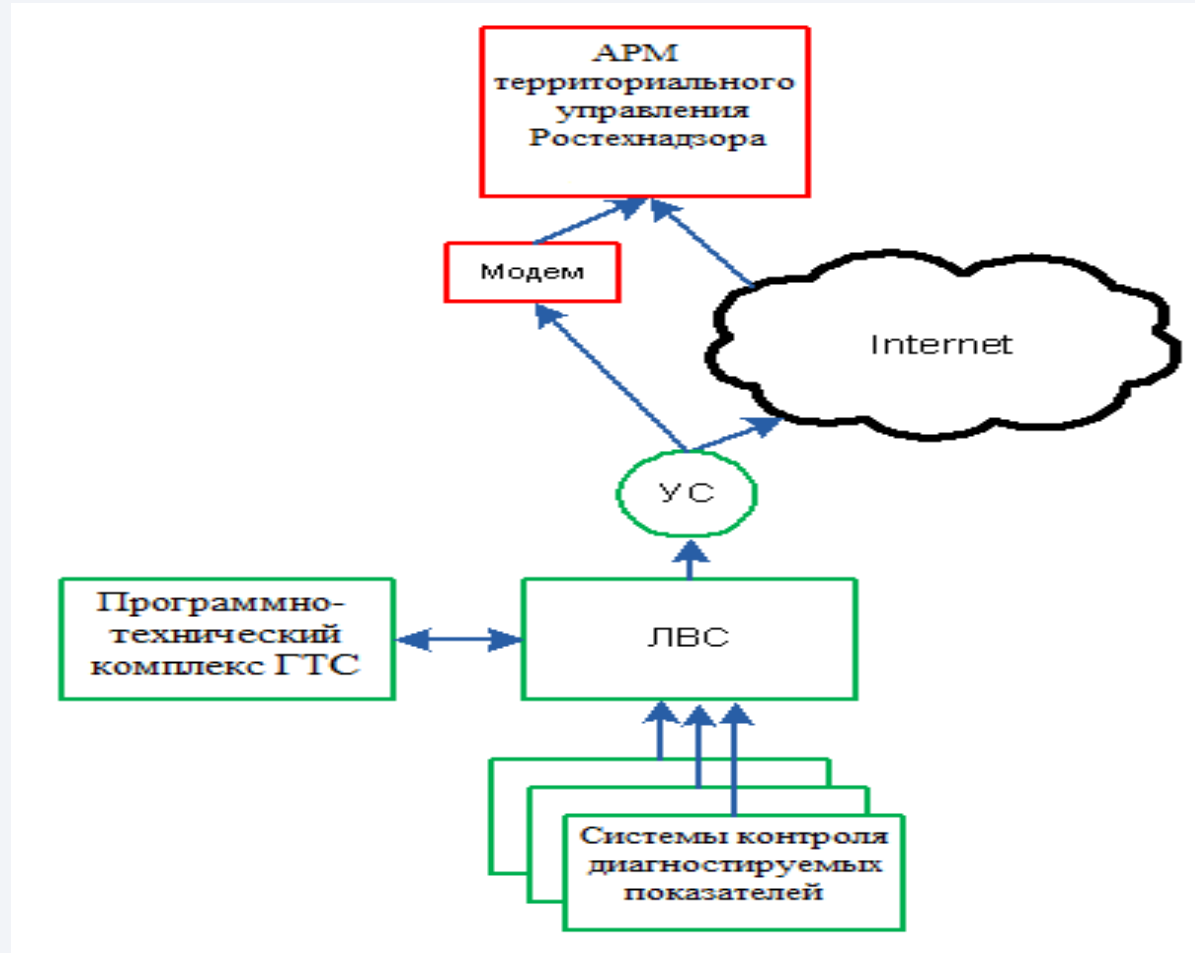 АРМ
территориального
управления
Ростехнадзора
Модем
Internet
УС
Программно-
технический
комплекс ГТС
ЛВС
Системы контроля
диагностируемых
показателей